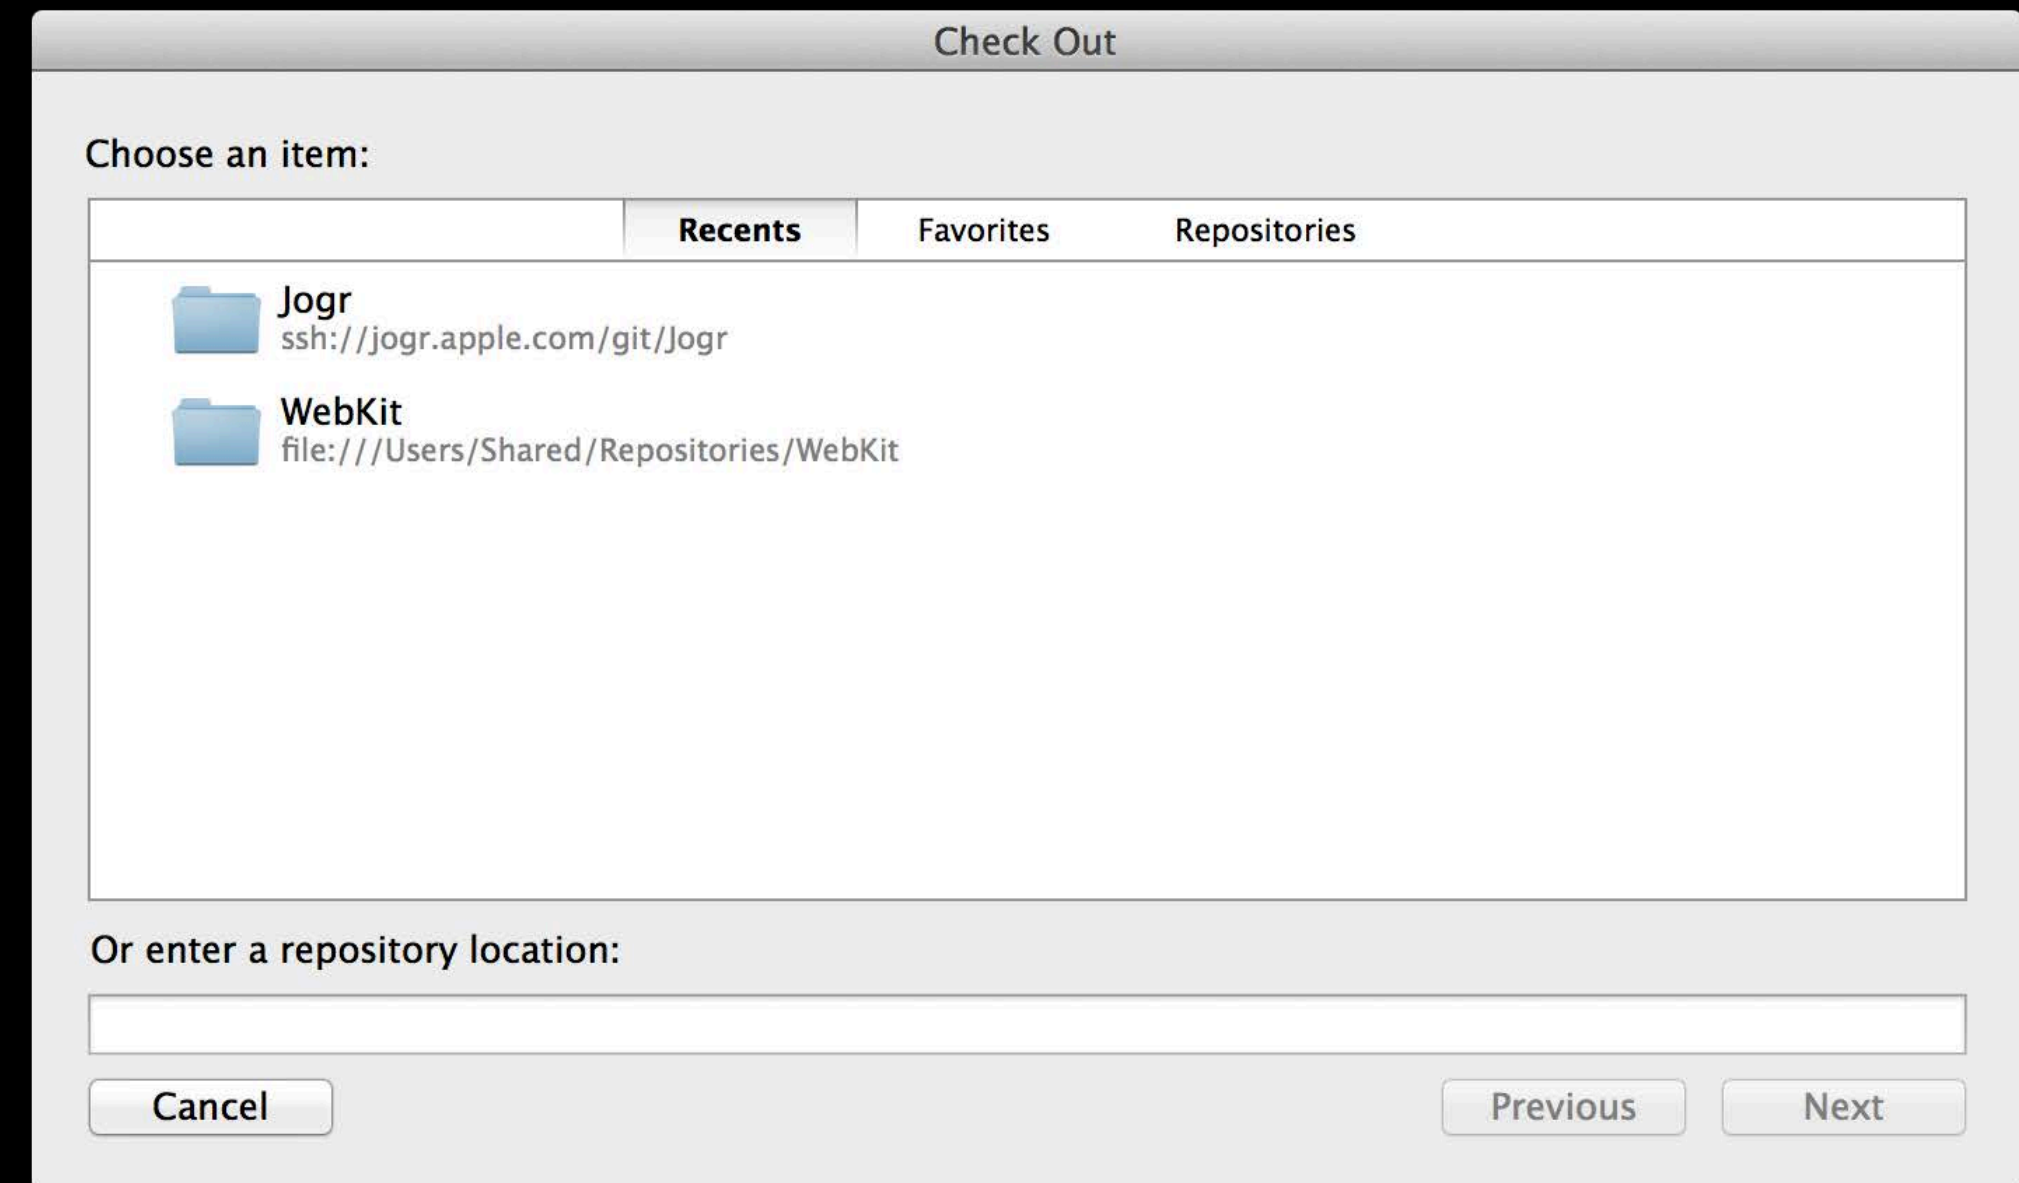 Check Out
Choose an item:
Recents Favorites Repositories
Jogr
ssh://jogr.apple.com/git/Jogr
WebKit
file:///Users/Shared/Repositories/WebKit
Or enter a repository location:
Cancel Previous Next